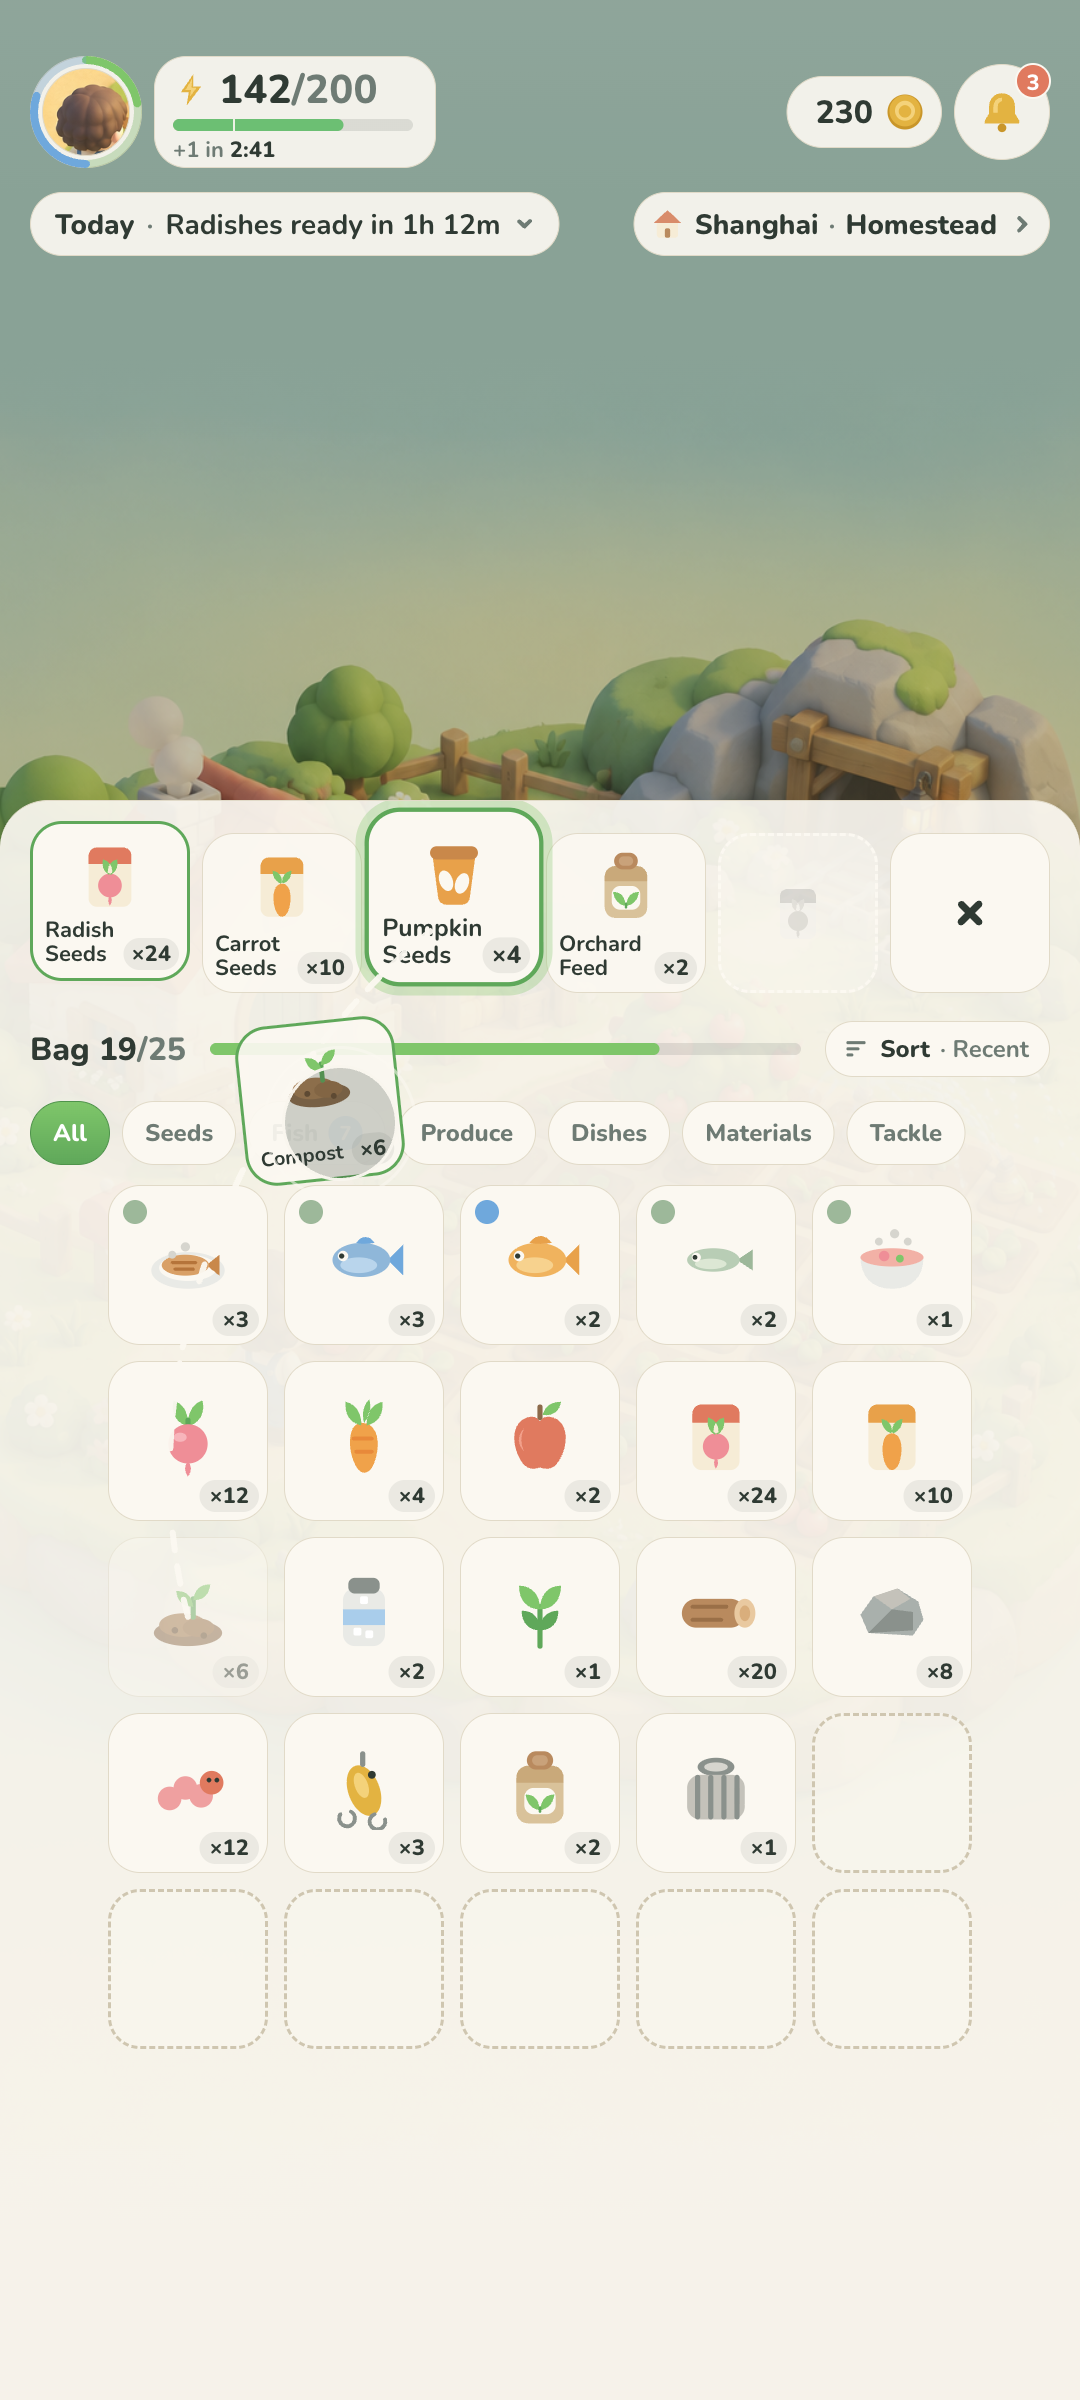 142/200
+1 in 2:41
230
3
Today · Radishes ready in 1h 12m
Shanghai · Homestead
Radish
Seeds
×24
Carrot
Seeds
×10
Pumpkin
Seeds
×4
Orchard
Feed
×2
Bag 19/25
Sort · Recent
All
Seeds
Fish
Produce
Dishes
Materials
Tackle
Compost
×6
×3
×3
×2
×2
×1
×12
×4
×2
×24
×10
×6
×2
×1
×20
×8
×12
×3
×2
×1